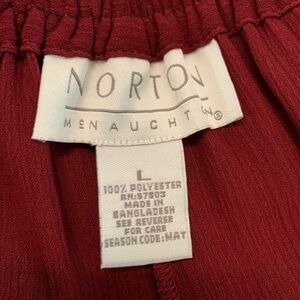 NORTON
McNAUGHTON®
L
100% POLYESTER
RN:57803
MADE IN
BANGLADESH
SEE REVERSE
FOR CARE
SEASON CODE:MAT